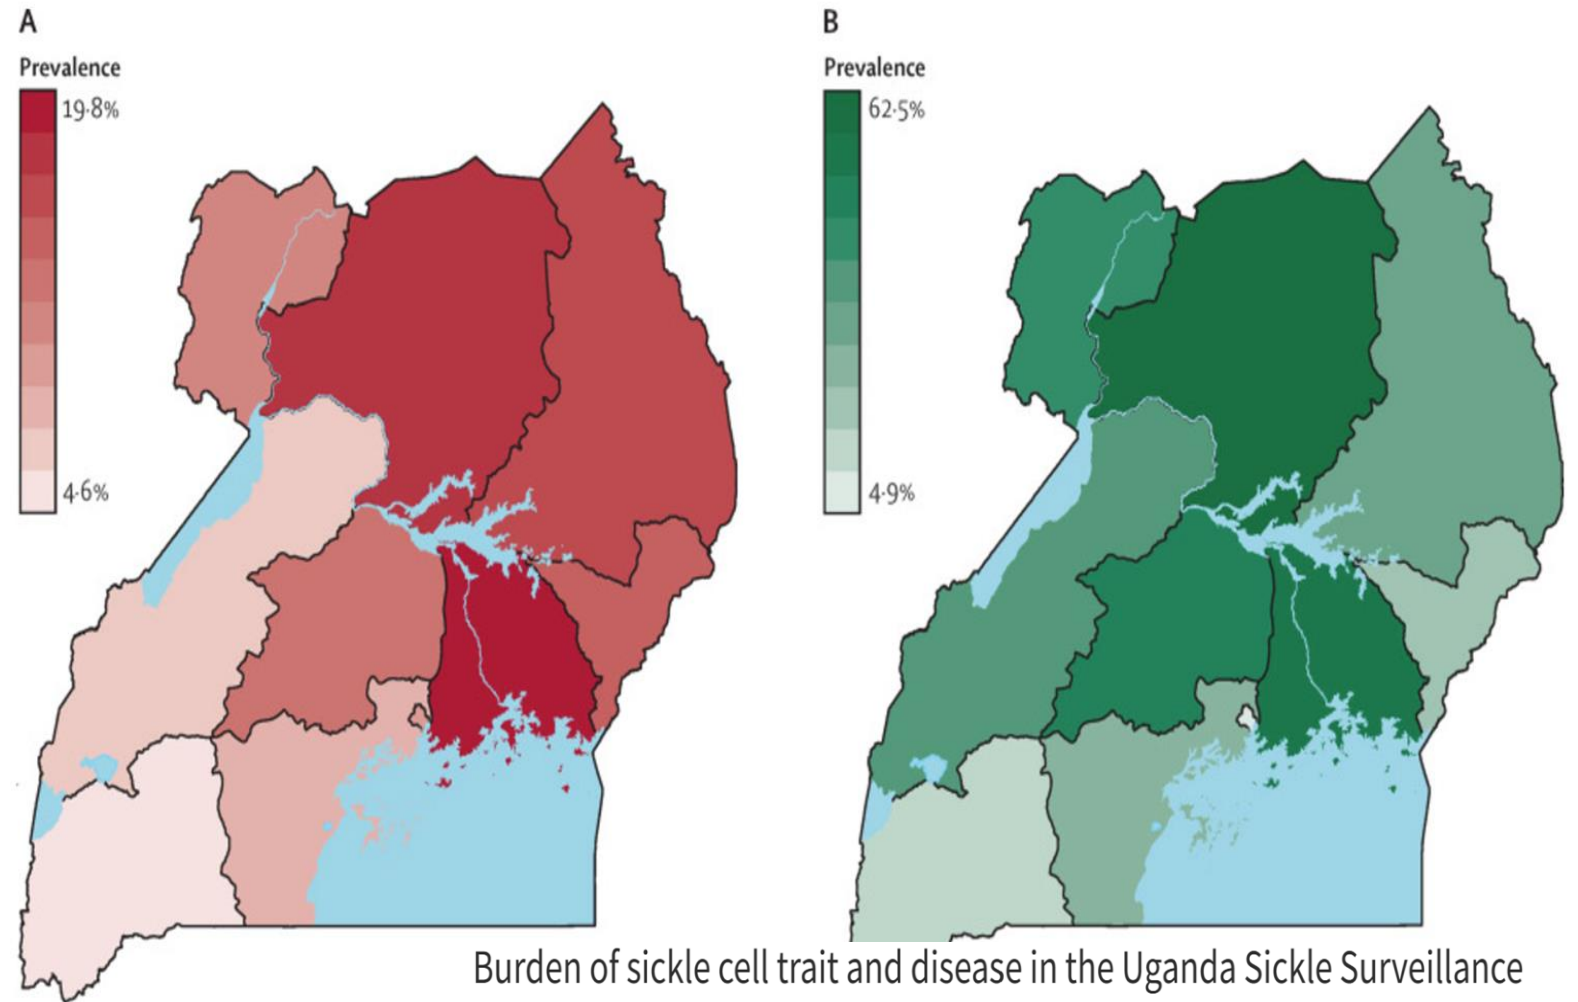 A
Prevalence
19·8%
4·6%
B
Prevalence
62·5%
4·9%
Burden of sickle cell trait and disease in the Uganda Sickle Surveillance